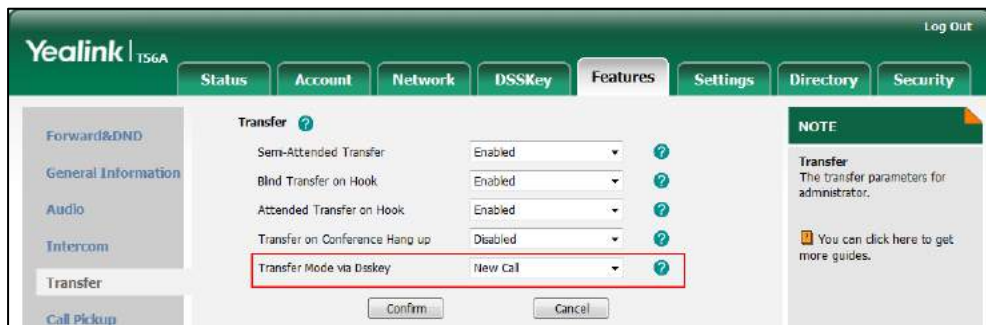 Log Out
Yealink T56A
Status Account Network DSSKey Features Settings Directory Security
Forward&DND
General Information
Audio
Intercom
Transfer
Call Pickup
Transfer ?
Semi-Attended Transfer Enabled ?
Blind Transfer on Hook Enabled ?
Attended Transfer on Hook Enabled ?
Transfer on Conference Hang up Disabled ?
Transfer Mode via Dsskey New Call ?
Confirm Cancel
NOTE
Transfer
The transfer parameters for
administrator.
? You can click here to get
more guides.